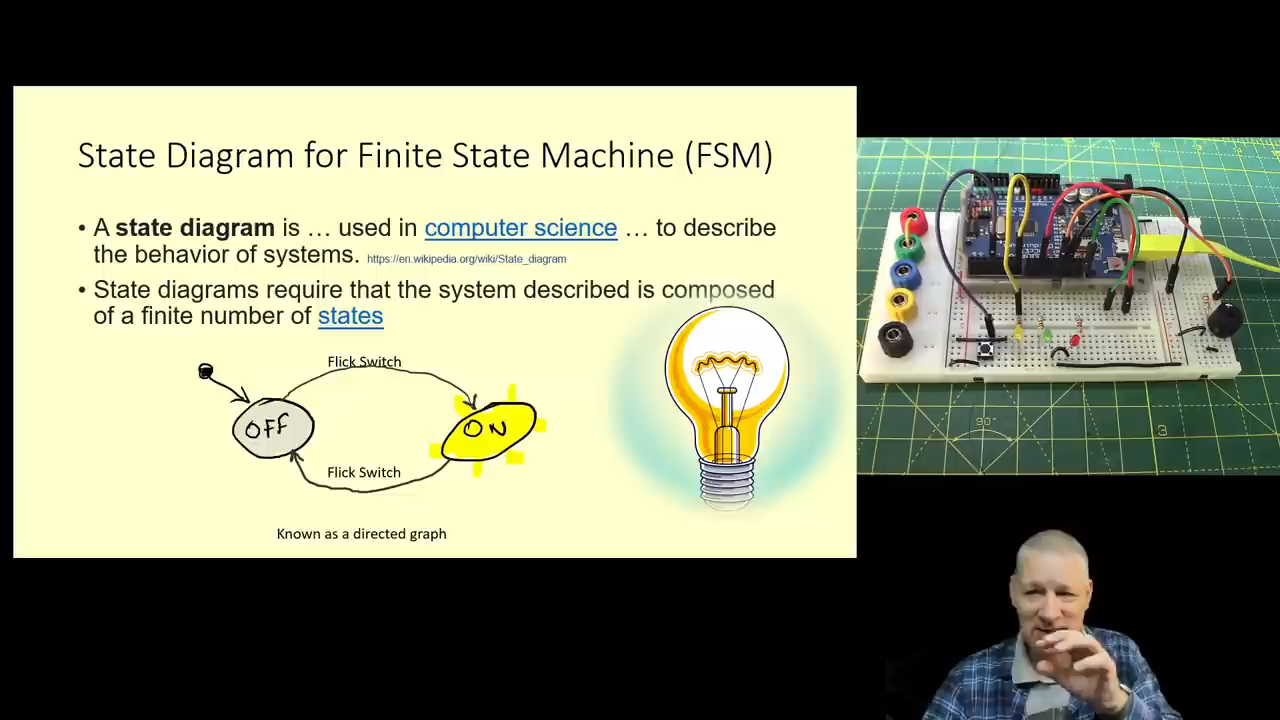 State Diagram for Finite State Machine (FSM)
• A state diagram is … used in computer science … to describe
the behavior of systems. https://en.wikipedia.org/wiki/State_diagram
• State diagrams require that the system described is composed
of a finite number of states
Flick Switch
OFF
ON
Flick Switch
Known as a directed graph
90°
3